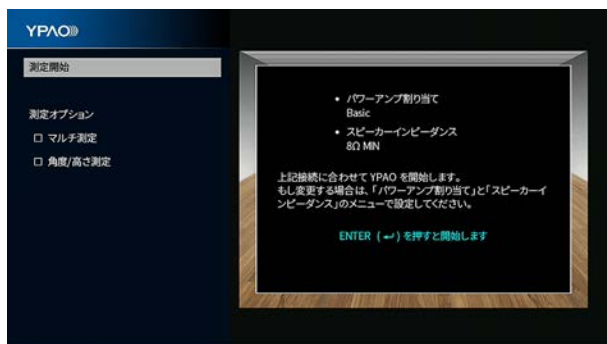 YPAO
測定開始
測定オプション
マルチ測定
角度/高さ測定
• パワーアンプ割り当て
Basic
• スピーカーインピーダンス
8Ω MIN
上記接続に合わせて YPAO を開始します。
もし変更する場合は、「パワーアンプ割り当て」と「スピーカーイ
ンピーダンス」のメニューで設定してください。
ENTER (↵) を押すと開始します